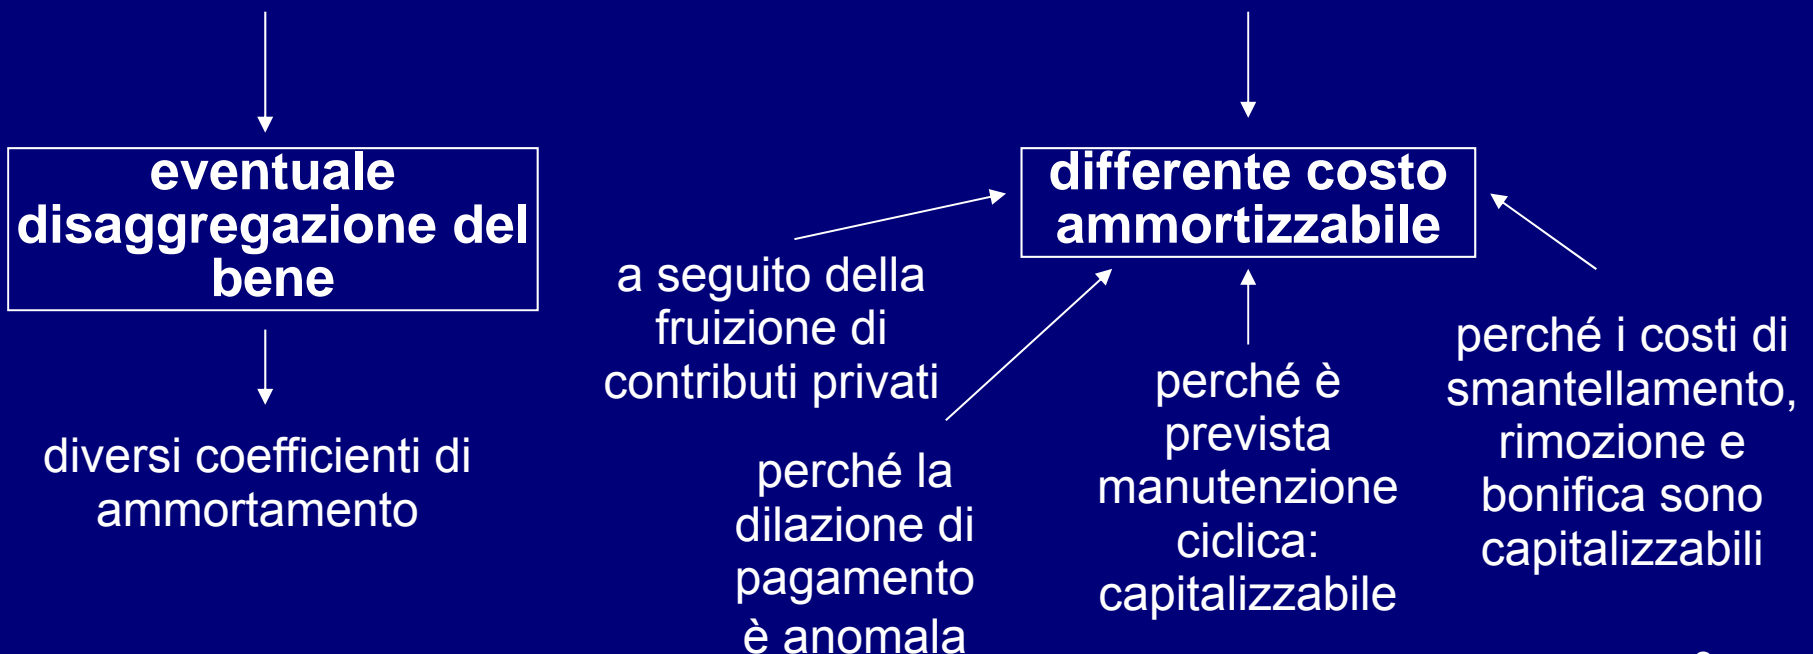 eventuale
disaggregazione del
bene
diversi coefficienti di
ammortamento
differente costo
ammortizzabile
a seguito della
fruizione di
contributi privati
perché la
dilazione di
pagamento
è anomala
perché è
prevista
manutenzione
ciclica:
capitalizzabile
perché i costi di
smantellamento,
rimozione e
bonifica sono
capitalizzabili